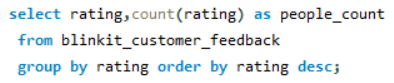 select rating,count(rating) as people_count
from blinkit_customer_feedback
group by rating order by rating desc;